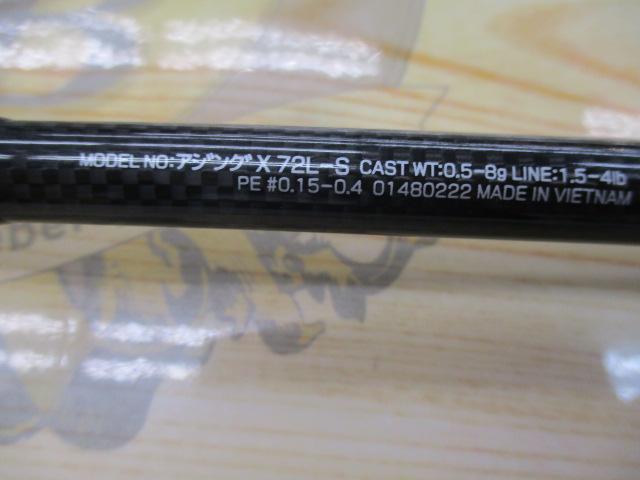 MODEL NO:アジングX 72L-S CAST WT:0.5-8g LINE:1.5-4lb
PE #0.15-0.4 01480222 MADE IN VIETNAM